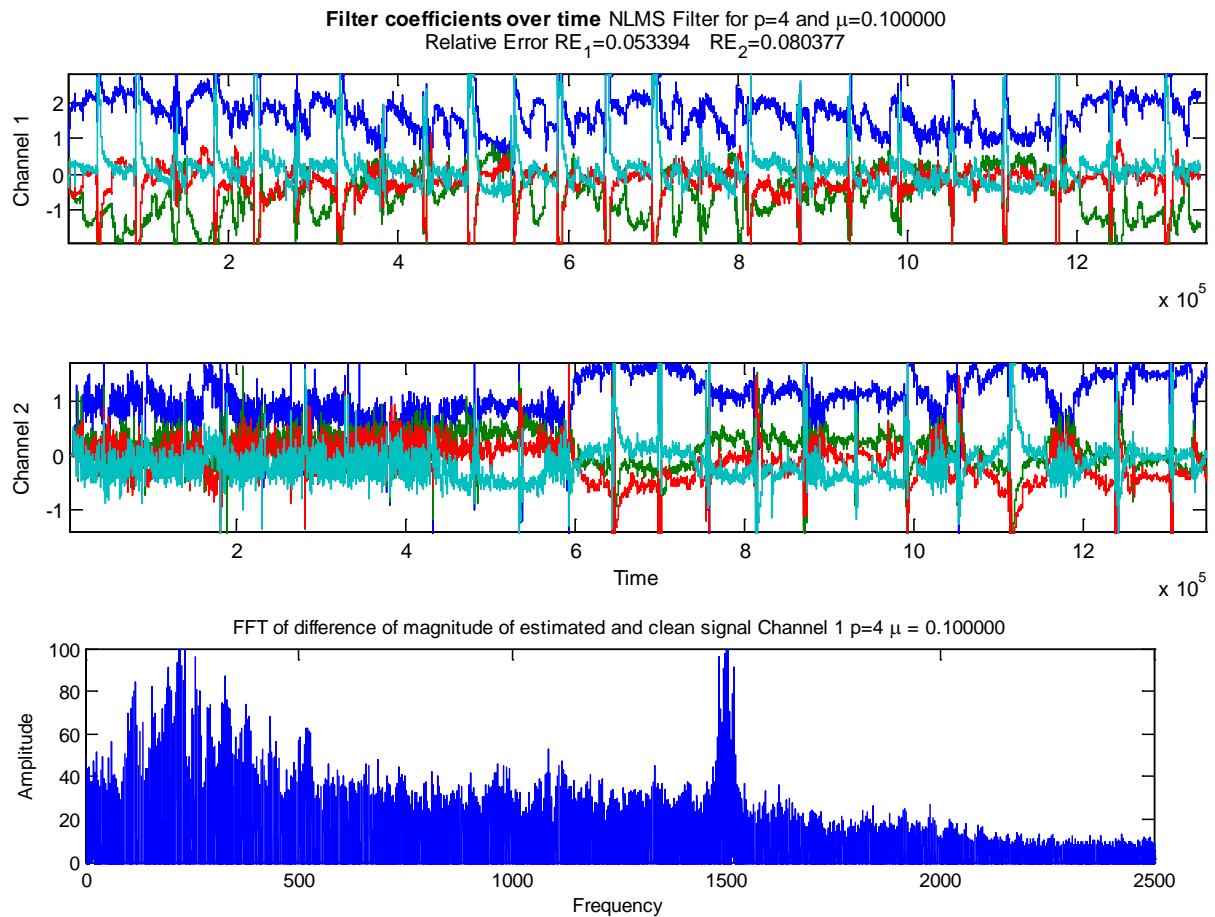 Filter coefficients over time NLMS Filter for p=4 and μ=0.100000
Relative Error RE1=0.053394 RE2=0.080377
Channel 1
2
1
0
-1
2 4 6 8 10 12
x 10^5
Channel 2
1
0
-1
2 4 6 8 10 12
Time
x 10^5
FFT of difference of magnitude of estimated and clean signal Channel 1 p=4 μ = 0.100000
Amplitude
100
80
60
40
20
0
0 500 1000 1500 2000 2500
Frequency